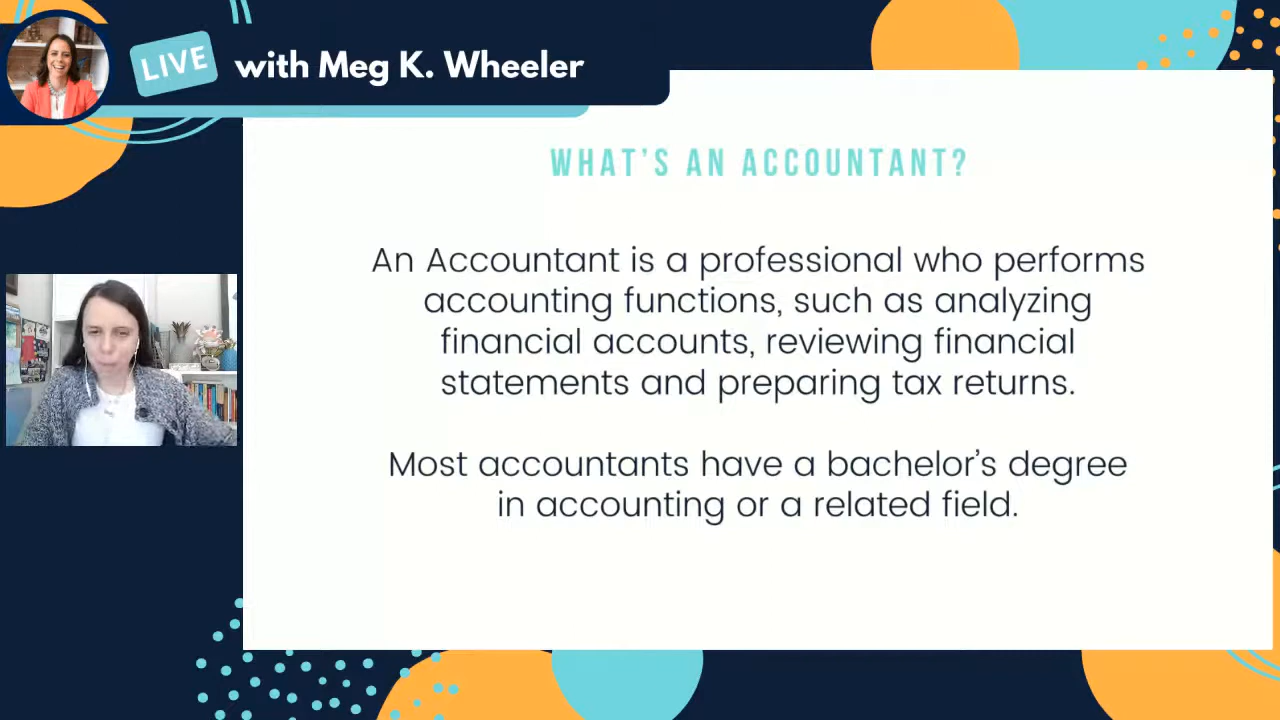 LIVE with Meg K. Wheeler
WHAT'S AN ACCOUNTANT?
An Accountant is a professional who performs
accounting functions, such as analyzing
financial accounts, reviewing financial
statements and preparing tax returns.
Most accountants have a bachelor's degree
in accounting or a related field.